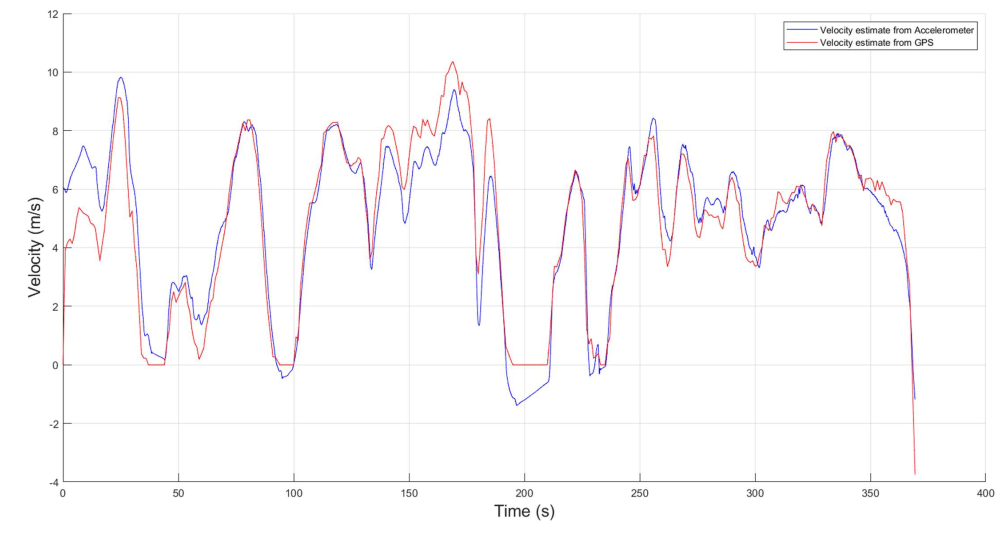 12
10
8
6
4
2
0
-2
-4
Velocity (m/s)
Velocity estimate from Accelerometer
Velocity estimate from GPS
0 50 100 150 200 250 300 350 400
Time (s)